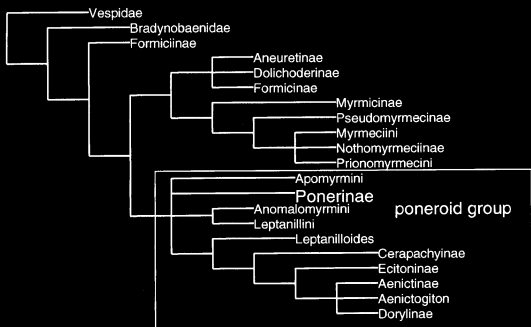 Vespidae
Bradynobaenidae
Formiciinae
Aneuretinae
Dolichoderinae
Formicinae
Myrmicinae
Pseudomyrmecinae
Myrmeciini
Nothomyrmeciinae
Prionomyrmecini
Apomyrmini
Ponerinae
poneroid group
Anomalomyrmini
Leptanillini
Leptanilloides
Cerapachyinae
Ecitoninae
Aenictinae
Aenictogiton
Dorylinae